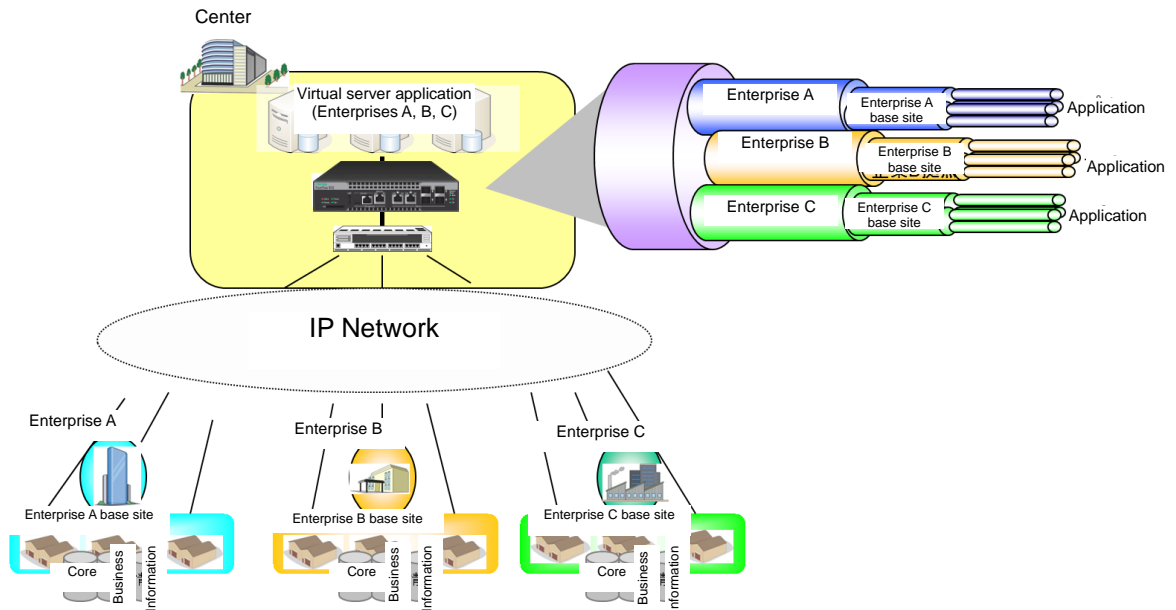 Center
Virtual server application
(Enterprises A, B, C)
Enterprise A
Enterprise A
base site
Application
Enterprise B
Enterprise B
base site
Application
Enterprise C
Enterprise C
base site
Application
IP Network
Enterprise A
Enterprise B
Enterprise C
Enterprise A base site
Enterprise B base site
Enterprise C base site
Core
Business
Information
Core
Business
Information
Core
Business
Information